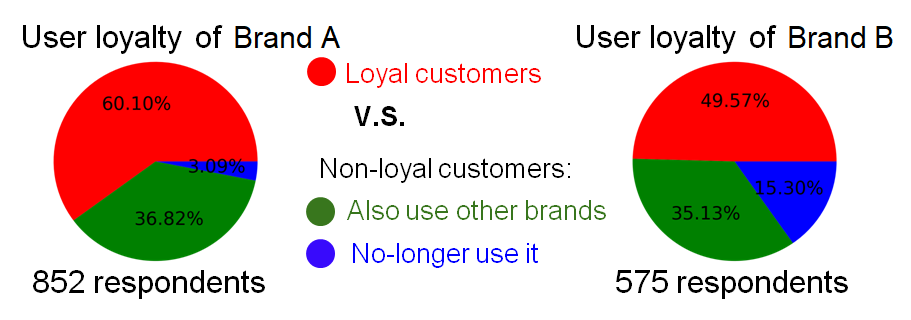 User loyalty of Brand A
60.10%
3.09%
36.82%
852 respondents
Loyal customers
V.S.
Non-loyal customers:
Also use other brands
No-longer use it
User loyalty of Brand B
49.57%
15.30%
35.13%
575 respondents